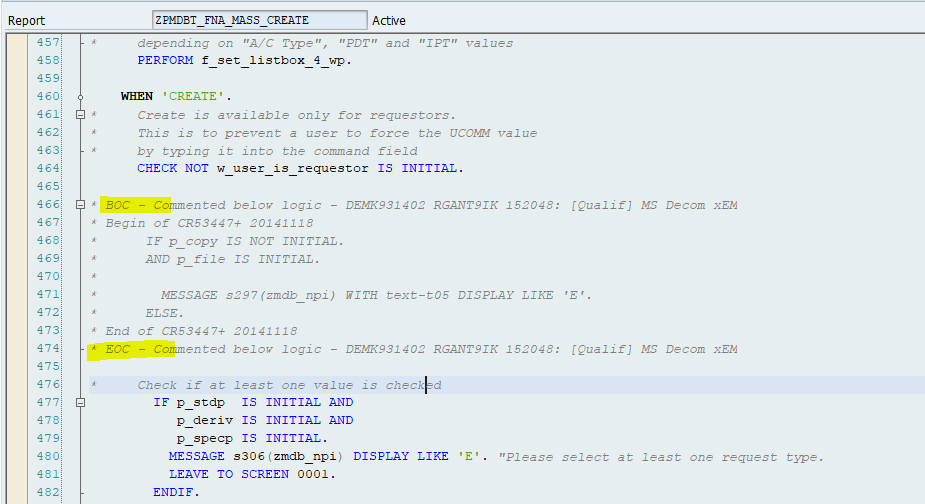 Report ZPMDBT_FNA_MASS_CREATE Active
457 * depending on "A/C Type", "PDT" and "IPT" values
458 PERFORM f_set_listbox_4_wp.
459
460 WHEN 'CREATE'.
461 * Create is available only for requestors.
462 * This is to prevent a user to force the UCOMM value
463 * by typing it into the command field
464 CHECK NOT w_user_is_requestor IS INITIAL.
465
466 * BOC - Commented below logic - DEMK931402 RGANT9IK 152048: [Qualif] MS Decom xEM
467 * Begin of CR53447+ 20141118
468 * IF p_copy IS NOT INITIAL.
469 * AND p_file IS INITIAL.
470 *
471 * MESSAGE s297(zmdb_npi) WITH text-t05 DISPLAY LIKE 'E'.
472 * ELSE.
473 * End of CR53447+ 20141118
474 * EOC - Commented below logic - DEMK931402 RGANT9IK 152048: [Qualif] MS Decom xEM
475
476 * Check if at least one value is checked
477 IF p_stdp IS INITIAL AND
478 p_deriv IS INITIAL AND
479 p_specp IS INITIAL.
480 MESSAGE s306(zmdb_npi) DISPLAY LIKE 'E'. "Please select at least one request type.
481 LEAVE TO SCREEN 0001.
482 ENDIF.